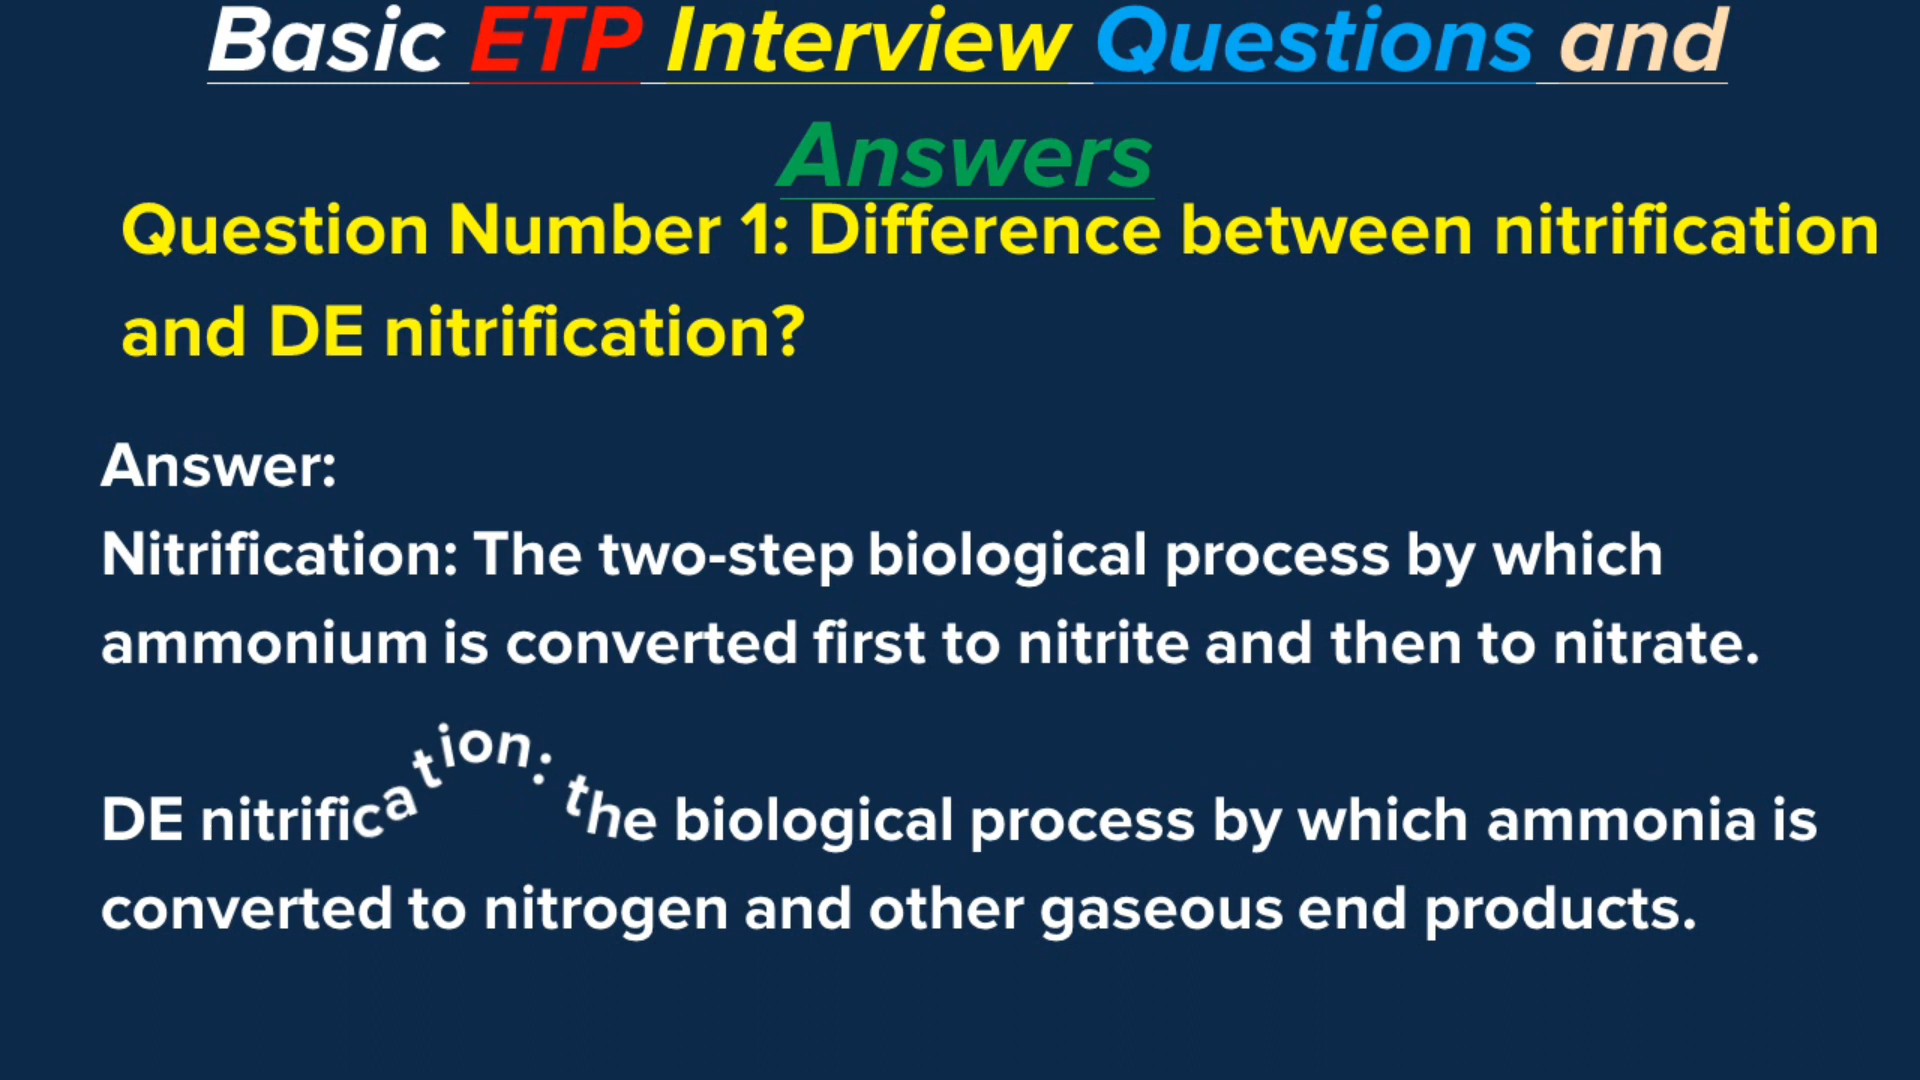 Basic ETP Interview Questions and
Answers
Question Number 1: Difference between nitrification
and DE nitrification?
Answer:
Nitrification: The two-step biological process by which
ammonium is converted first to nitrite and then to nitrate.
DE nitrification: the biological process by which ammonia is
converted to nitrogen and other gaseous end products.